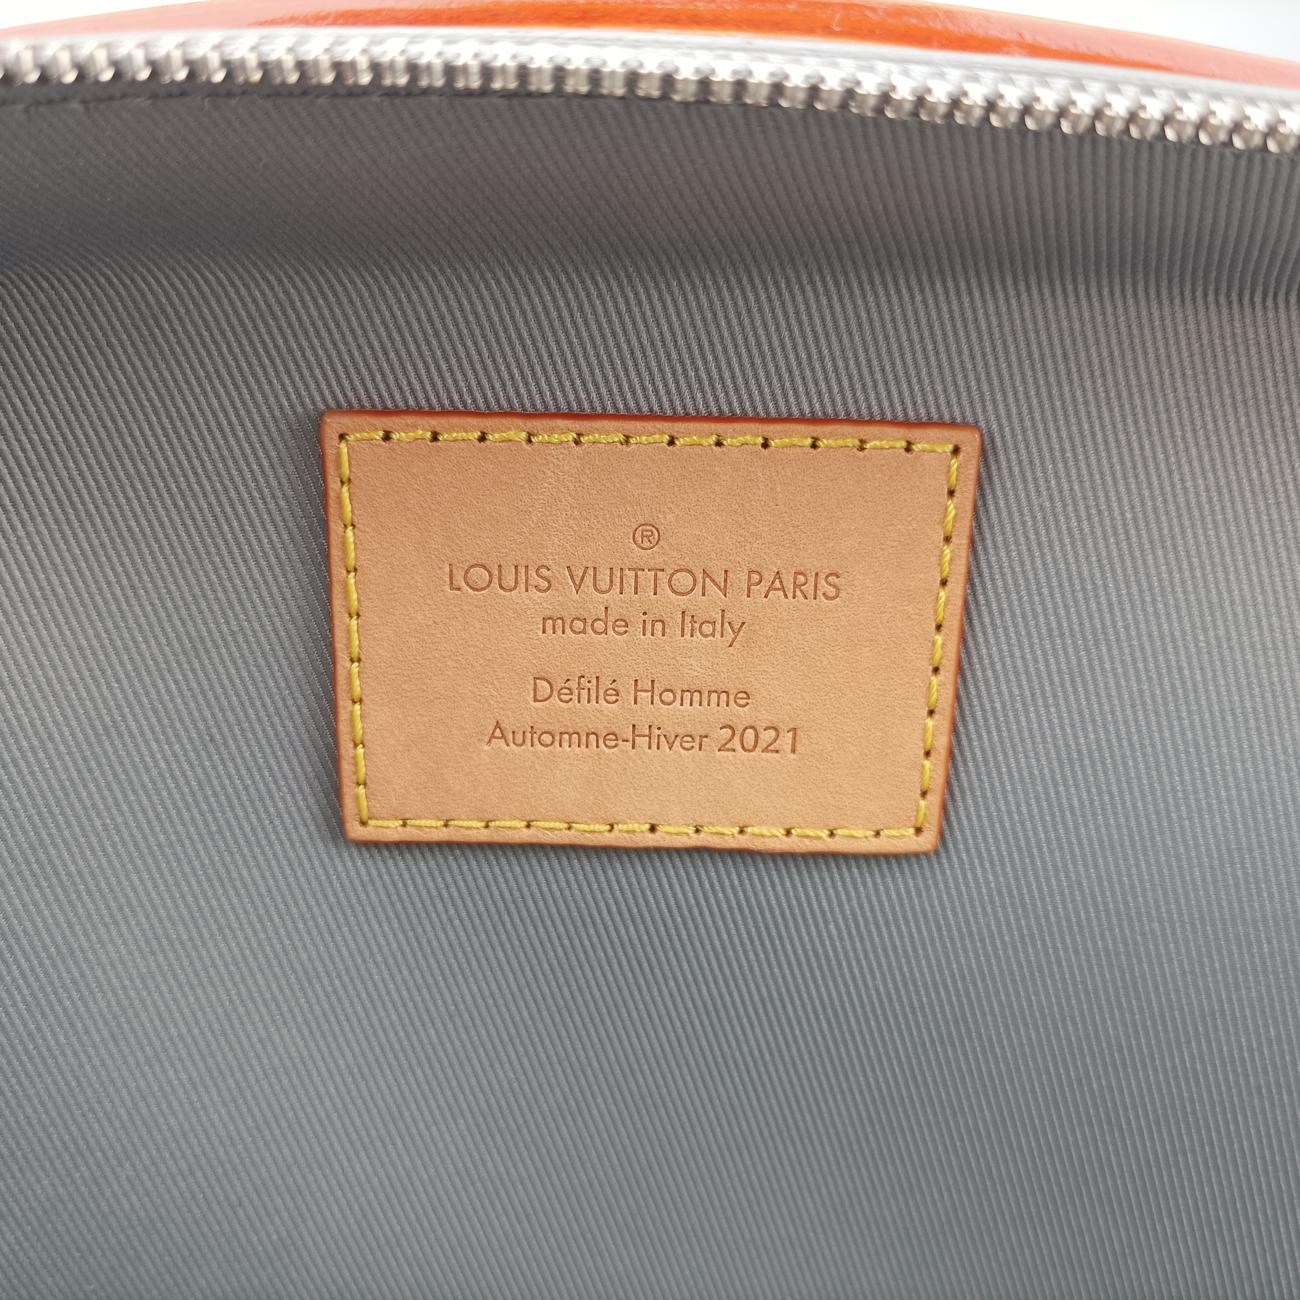 ®
LOUIS VUITTON PARIS
made in Italy
Défilé Homme
Automne-Hiver 2021